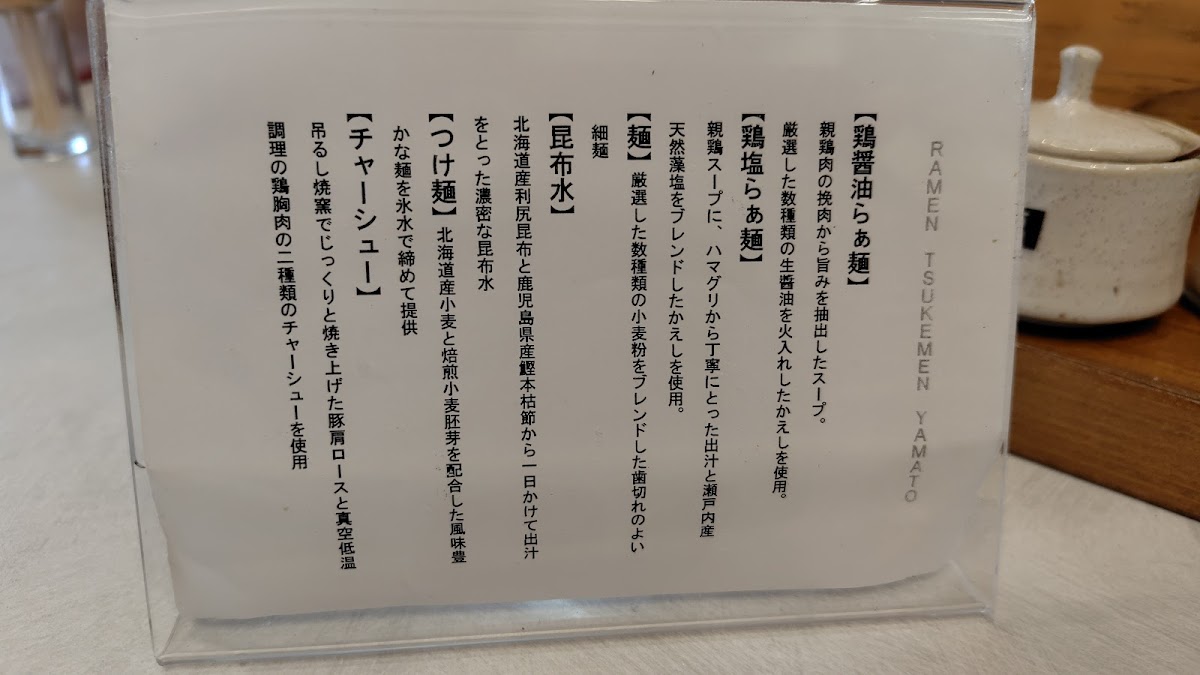 RAMEN TSUKEMEN YAMATO
【鶏醤油らぁ麺】
親鶏肉の挽肉から旨みを抽出したスープ。
厳選した数種類の生醤油を火入れしたかえしを使用。
【鶏塩らぁ麺】
親鶏スープに、ハマグリから丁寧にとった出汁と瀬戸内産
天然藻塩をブレンドしたかえしを使用。
【麺】厳選した数種類の小麦粉をブレンドした歯切れのよい
細麺
【昆布水】
北海道産利尻昆布と鹿児島県産鰹本枯節から一日かけて出汁
をとった濃密な昆布水
【つけ麺】北海道産小麦と焙煎小麦胚芽を配合した風味豊
かな麺を氷水で締めて提供
【チャーシュー】
吊るし焼窯でじっくりと焼き上げた豚肩ロースと真空低温
調理の鶏胸肉の二種類のチャーシューを使用